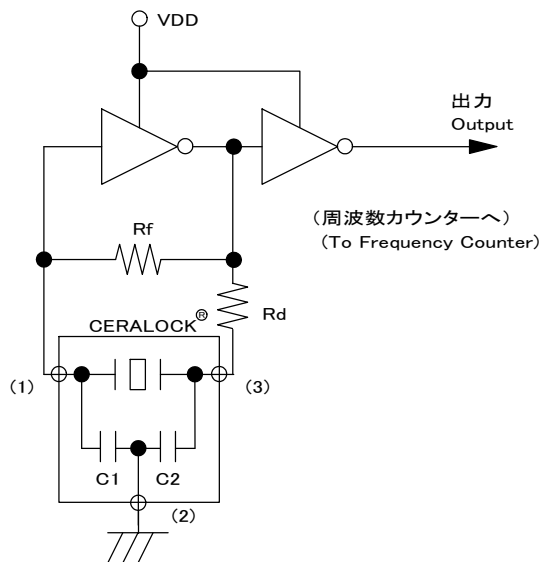 VDD
出力
Output
(周波数カウンターへ)
(To Frequency Counter)
Rf
Rd
CERALOCK®
(1)
(3)
C1
C2
(2)